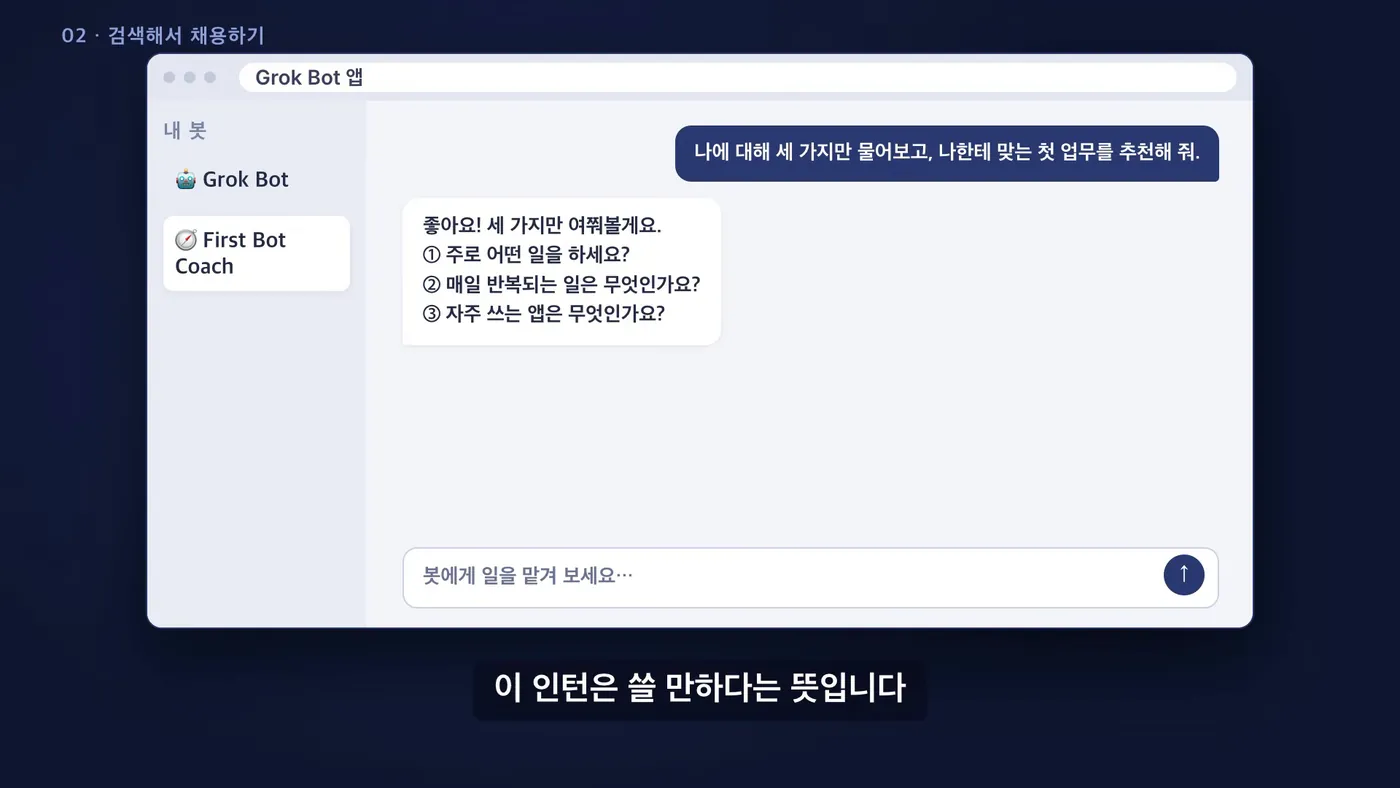 02 · 검색해서 채용하기
Grok Bot 앱
내 봇
Grok Bot
First Bot
Coach
나에 대해 세 가지만 물어보고, 나한테 맞는 첫 업무를 추천해 줘.
좋아요! 세 가지만 여쭤볼게요.
① 주로 어떤 일을 하세요?
② 매일 반복되는 일은 무엇인가요?
③ 자주 쓰는 앱은 무엇인가요?
봇에게 일을 맡겨 보세요…
↑
이 인턴은 쓸 만하다는 뜻입니다